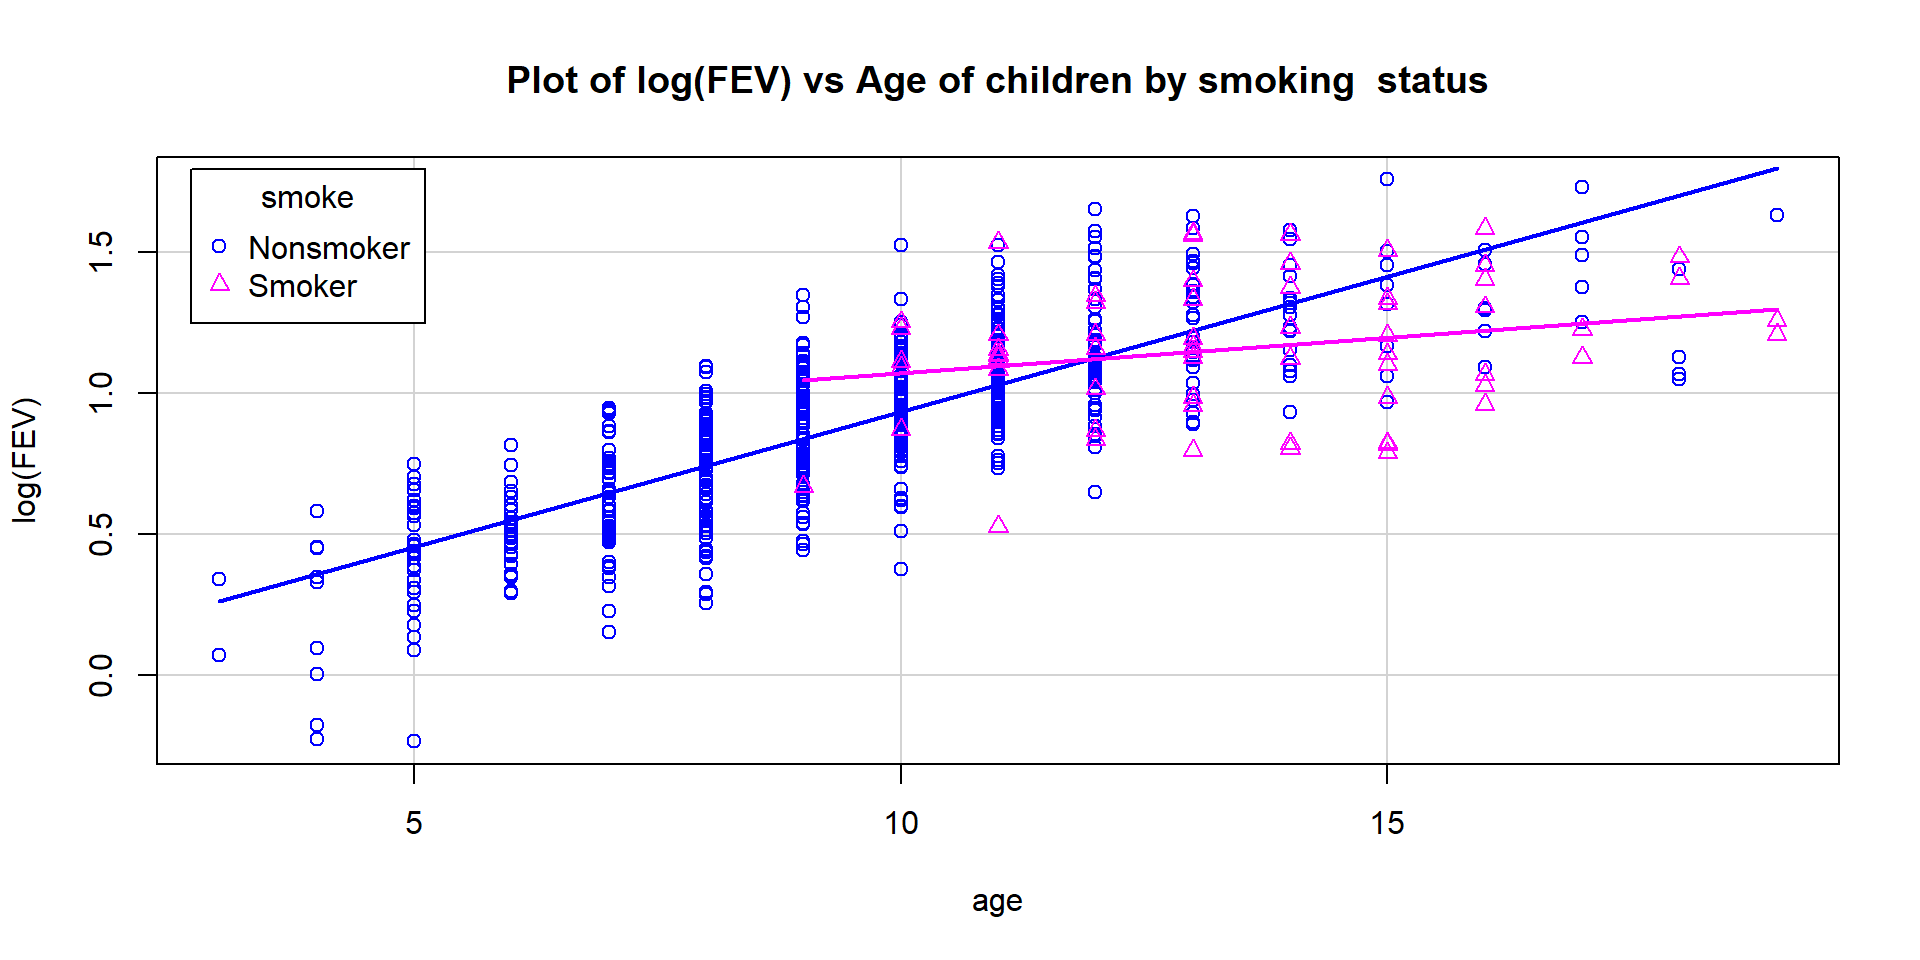 Plot of log(FEV) vs Age of children by smoking  status
smoke
Nonsmoker
Smoker
log(FEV)
1.5
1.0
0.5
0.0
5 10 15
age